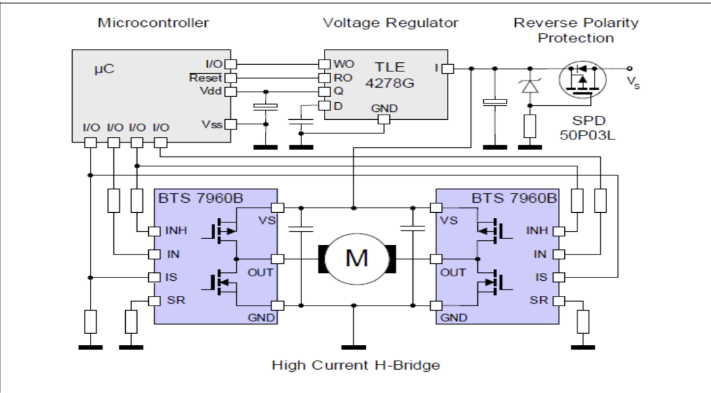 Microcontroller
Voltage Regulator
Reverse Polarity
Protection
µC
I/O
Reset
Vdd
Vss
I/O I/O I/O I/O
WO
RO
Q
D
TLE
4278G
I
GND
V_S
SPD
50P03L
BTS 7960B
INH
IN
IS
SR
VS
OUT
GND
M
BTS 7960B
VS
OUT
GND
INH
IN
IS
SR
High Current H-Bridge